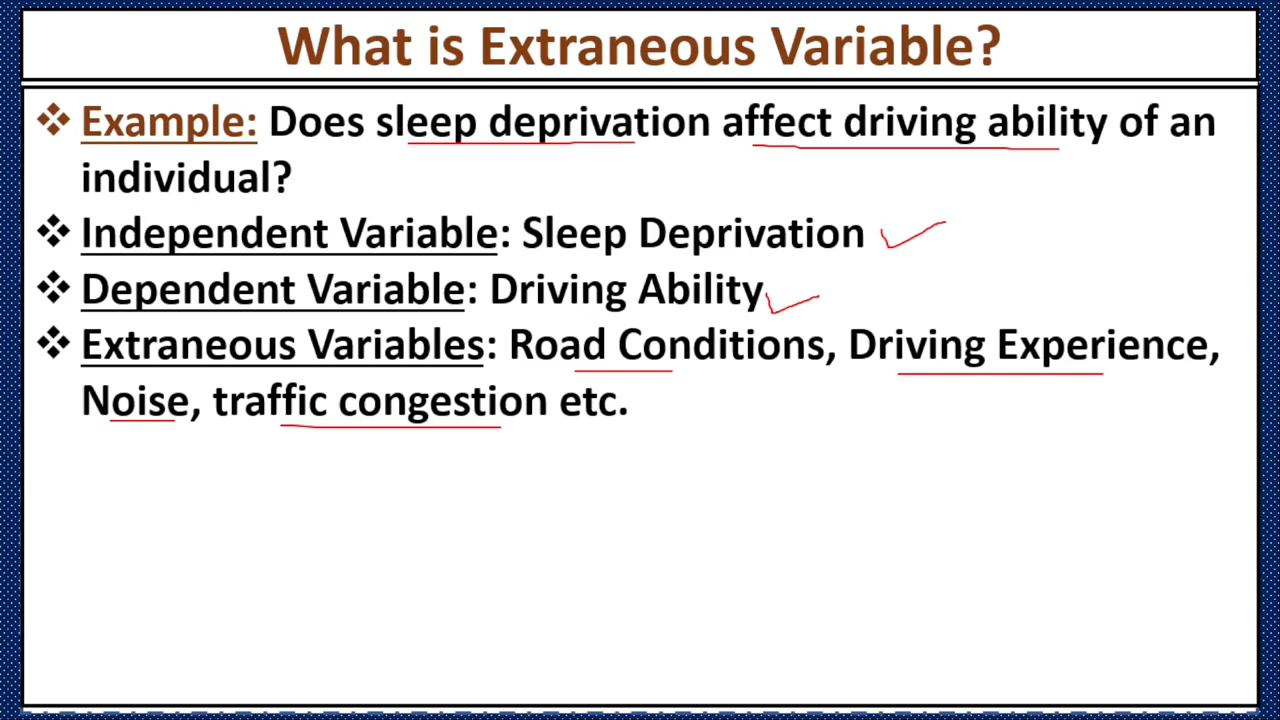 What is Extraneous Variable?
❖ Example: Does sleep deprivation affect driving ability of an
individual?
❖ Independent Variable: Sleep Deprivation
❖ Dependent Variable: Driving Ability
❖ Extraneous Variables: Road Conditions, Driving Experience,
Noise, traffic congestion etc.